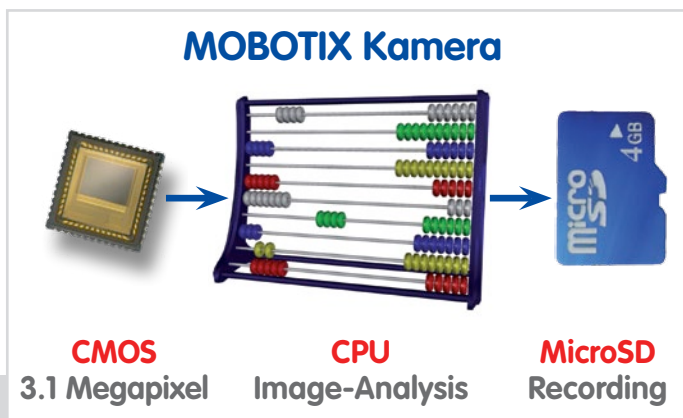 MOBOTIX Kamera
4GB
micro
SD
CMOS
CPU
MicroSD
3.1 Megapixel
Image-Analysis
Recording